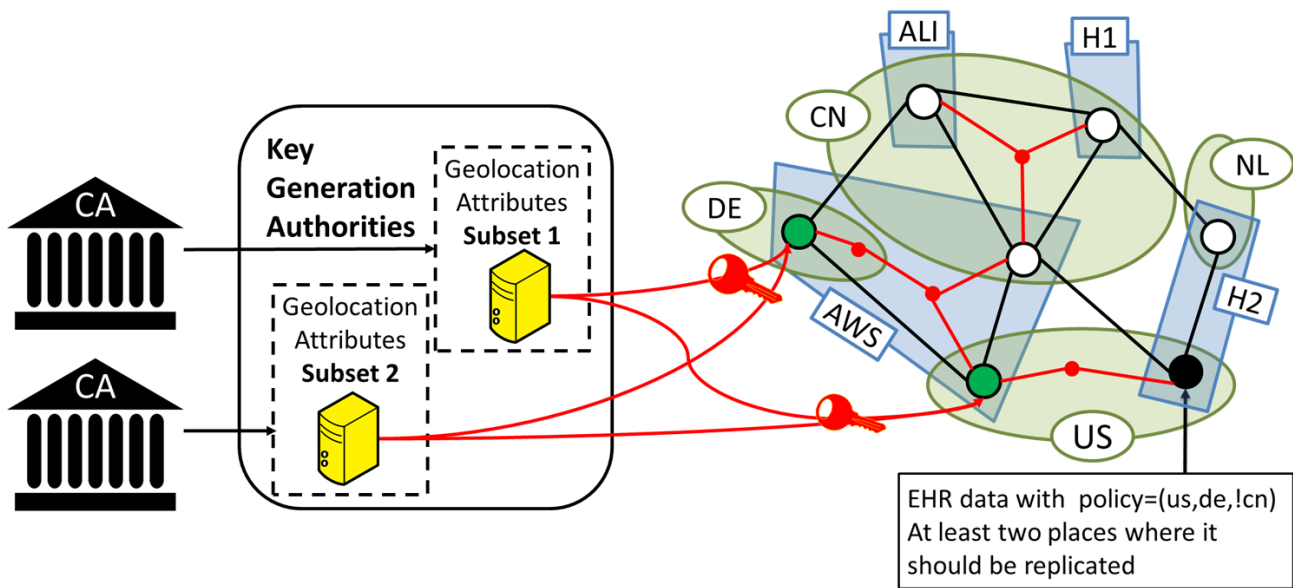 CA
CA
Key
Generation
Authorities
Geolocation
Attributes
Subset 1
Geolocation
Attributes
Subset 2
ALI
H1
CN
NL
DE
AWS
H2
US
EHR data with policy=(us,de,!cn)
At least two places where it
should be replicated